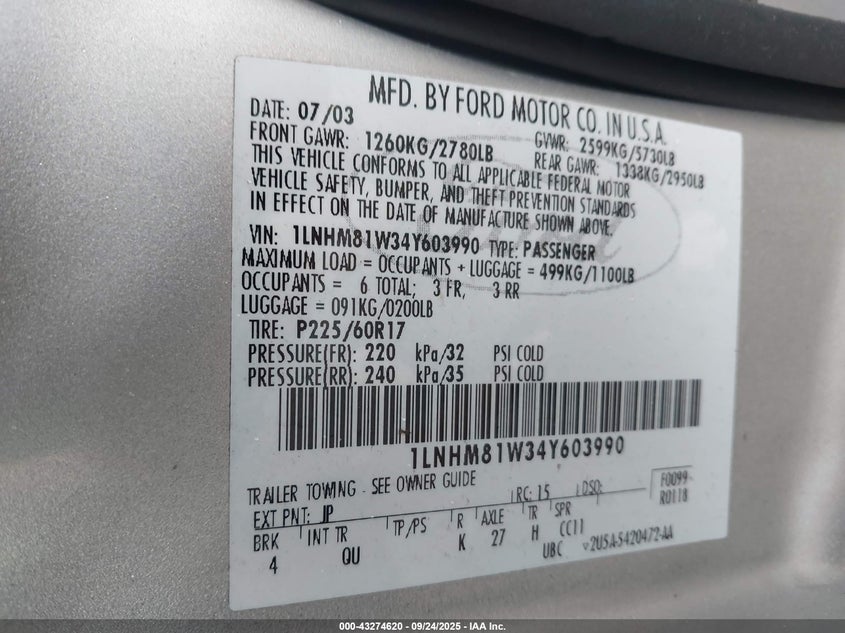 MFD. BY FORD MOTOR CO. IN U.S.A.
DATE: 07/03 GVWR: 2599KG/5730LB
FRONT GAWR: 1260KG/2780LB REAR GAWR: 1338KG/2950LB
THIS VEHICLE CONFORMS TO ALL APPLICABLE FEDERAL MOTOR
VEHICLE SAFETY, BUMPER, AND THEFT PREVENTION STANDARDS
IN EFFECT ON THE DATE OF MANUFACTURE SHOWN ABOVE.
VIN: 1LNHM81W34Y603990 TYPE: PASSENGER
MAXIMUM LOAD = OCCUPANTS + LUGGAGE = 499KG/1100LB
OCCUPANTS = 6 TOTAL; 3 FR, 3 RR
LUGGAGE = 091KG/0200LB
TIRE: P225/60R17
PRESSURE(FR): 220 kPa/32 PSI COLD
PRESSURE(RR): 240 kPa/35 PSI COLD
1LNHM81W34Y603990
TRAILER TOWING - SEE OWNER GUIDE
EXT PNT: JP RC: 15 DSO: F0099
R0118
BRK INT TR TP/PS R AXLE TR SPR
4 QU K 27 H CC11
UBC 2U5A-5420472-AA
000-43274620 | 09/24/2025 | IAA Inc.